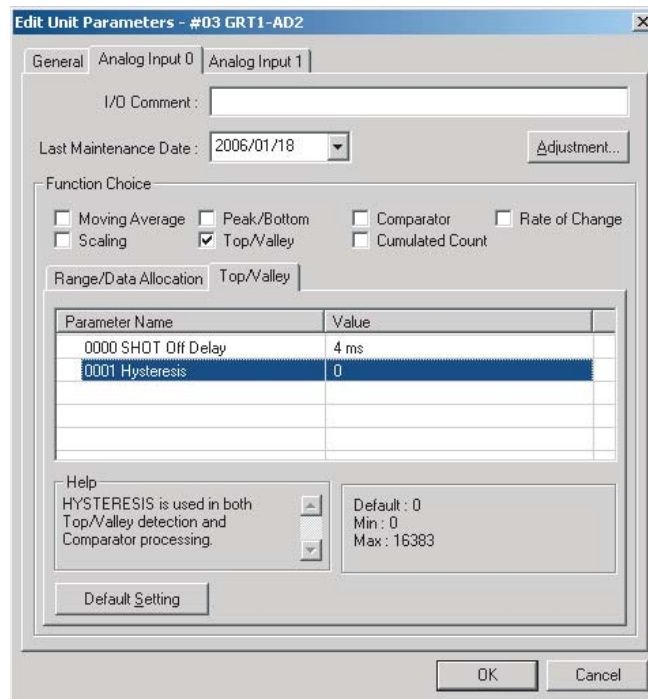 Edit Unit Parameters - #03 GRT1-AD2
General Analog Input 0 Analog Input 1
I/O Comment :
Last Maintenance Date : 2006/01/18 Adjustment...
Function Choice
Moving Average Peak/Bottom Comparator Rate of Change
Scaling Top/Valley Cumulated Count
Range/Data Allocation Top/Valley
Parameter Name Value
0000 SHOT Off Delay 4 ms
0001 Hysteresis 0
Help
HYSTERESIS is used in both
Top/Valley detection and
Comparator processing.
Default : 0
Min : 0
Max : 16383
Default Setting
OK Cancel